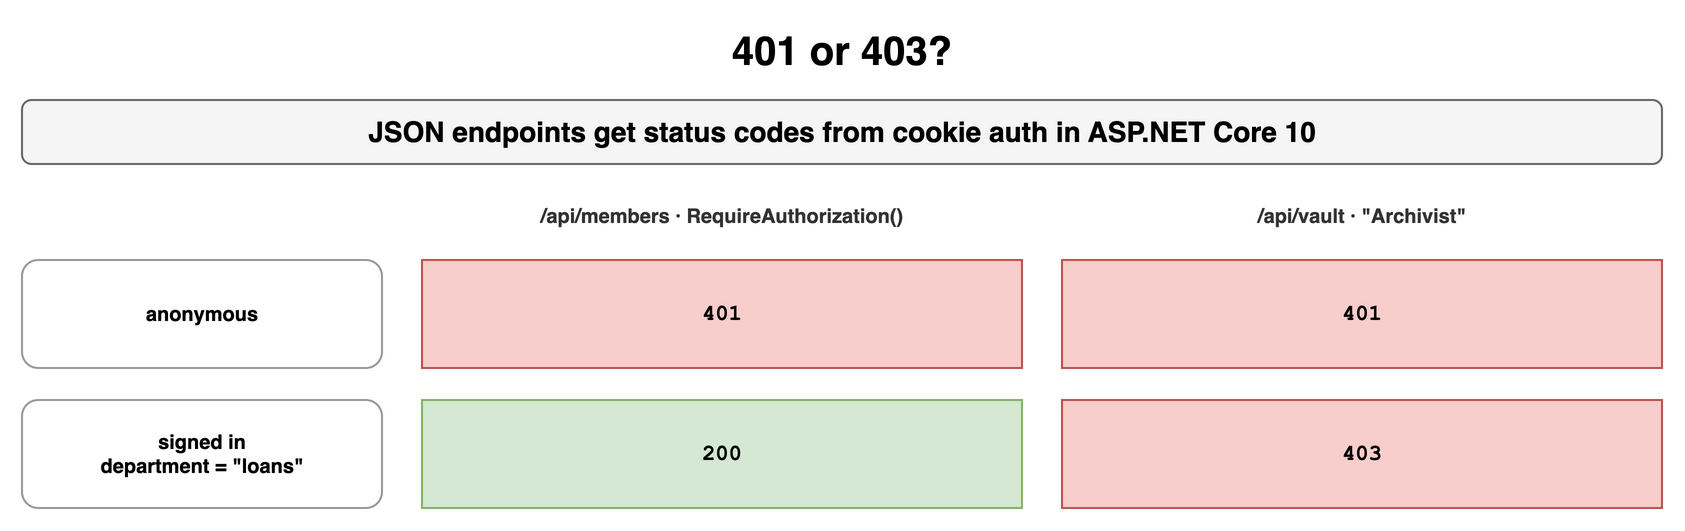 401 or 403?
JSON endpoints get status codes from cookie auth in ASP.NET Core 10
/api/members · RequireAuthorization()
/api/vault · "Archivist"
anonymous
401
401
signed in
department = "loans"
200
403